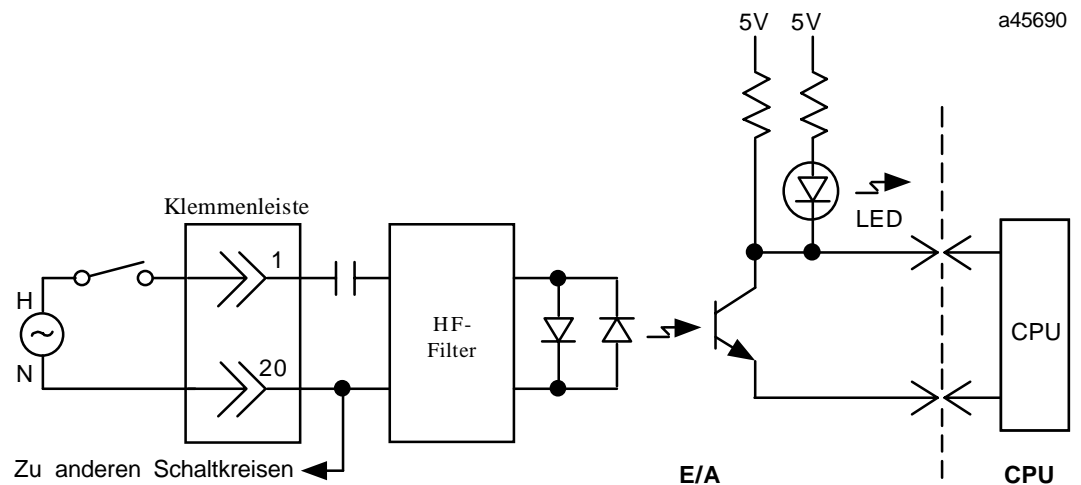 5V 5V
a45690
LED
Klemmenleiste
1
H
N
20
HF-
Filter
CPU
Zu anderen Schaltkreisen
E/A
CPU